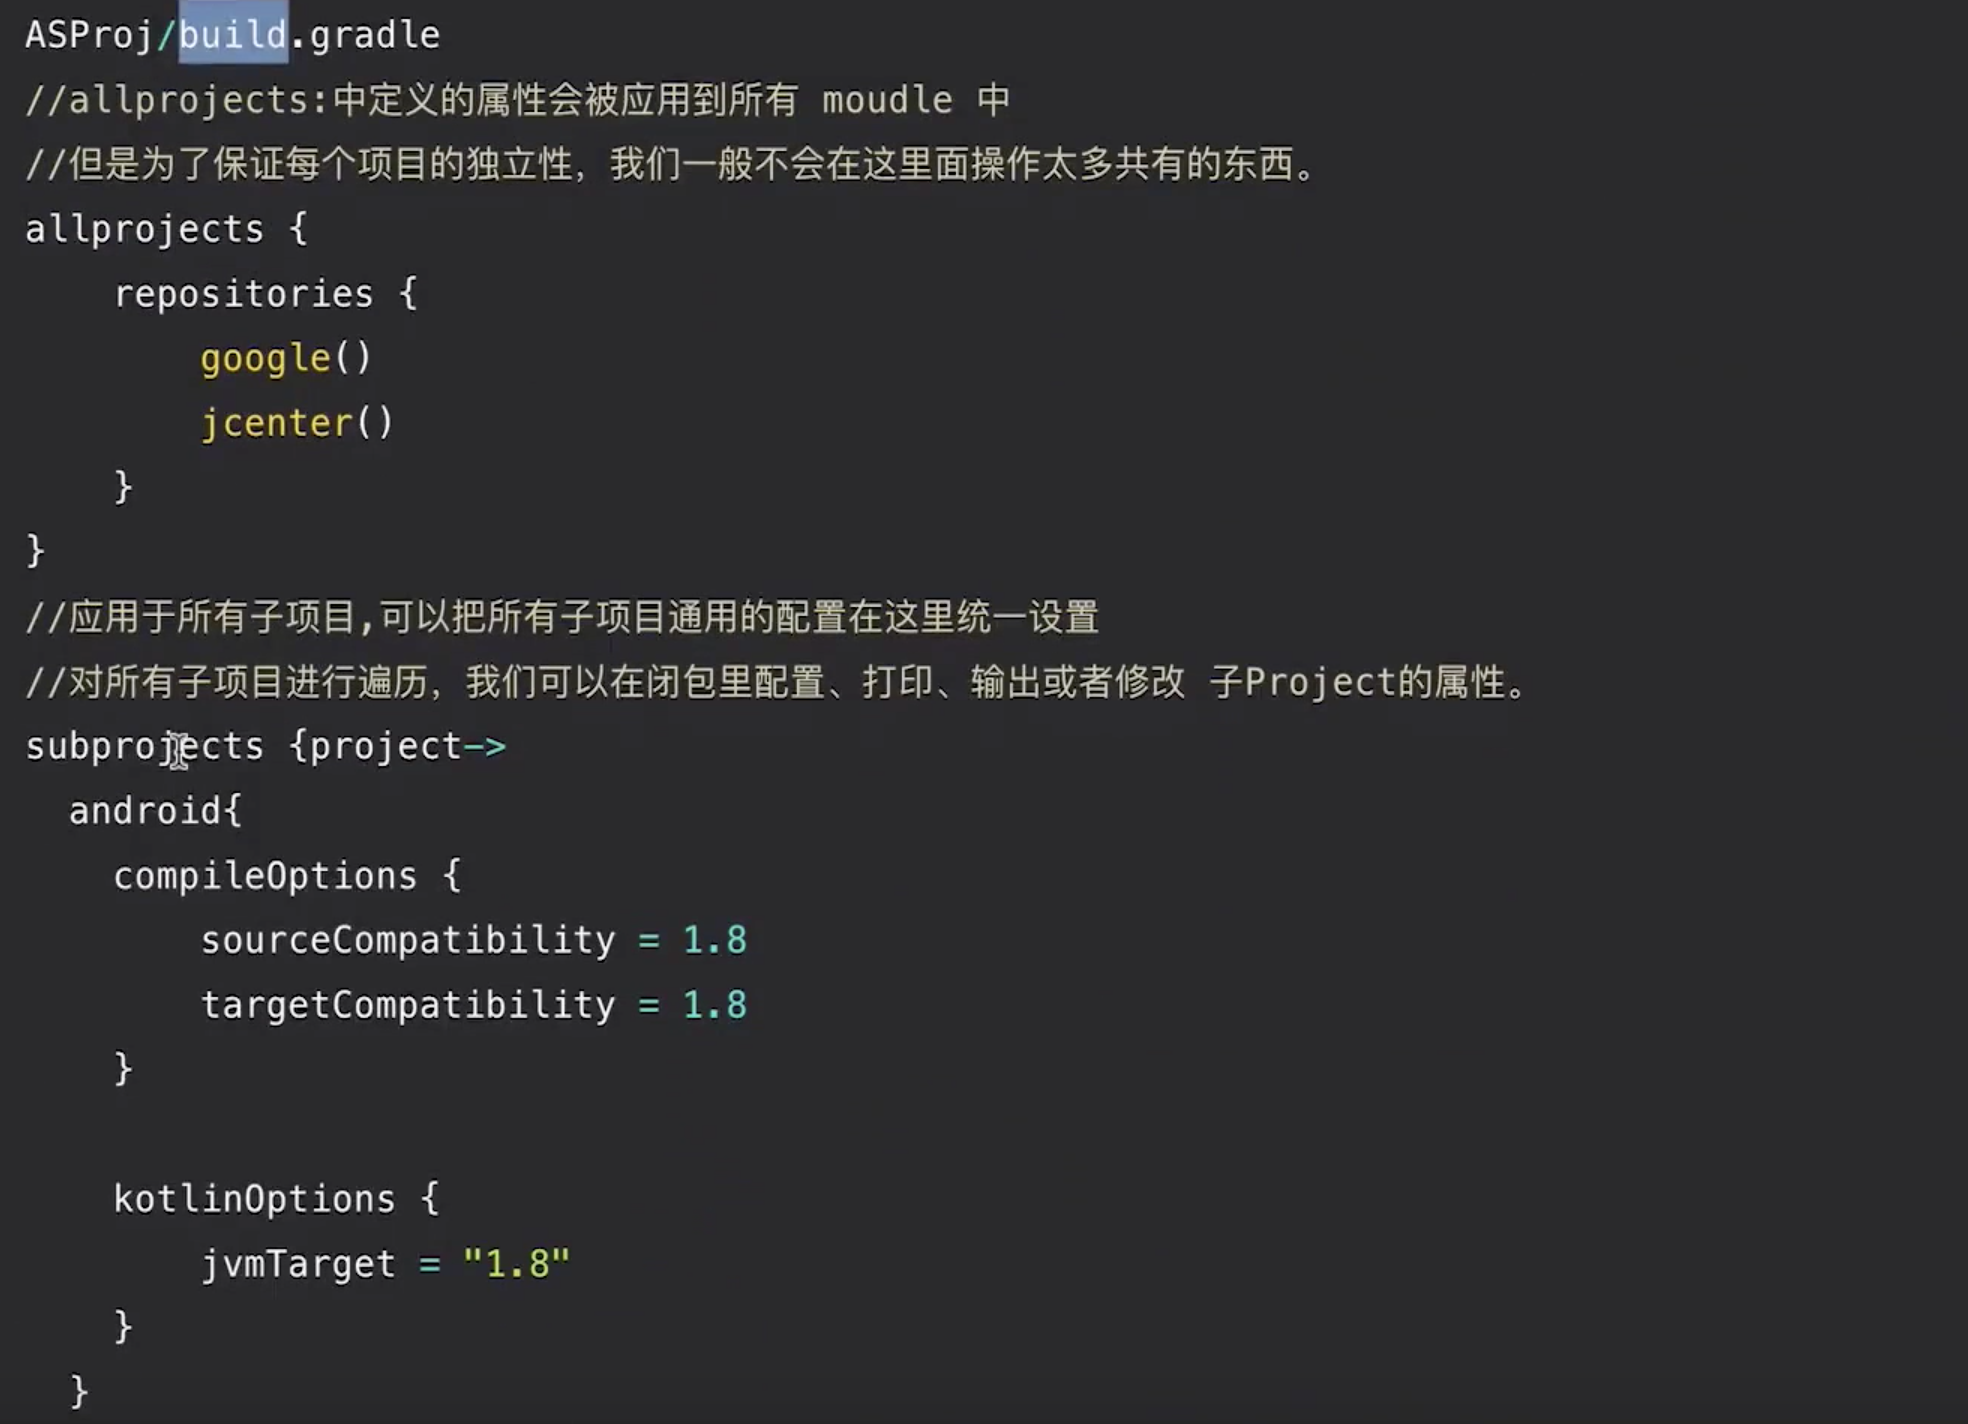 ASProj/build.gradle
//allprojects:中定义的属性会被应用到所有 moudle 中
//但是为了保证每个项目的独立性，我们一般不会在这里面操作太多共有的东西。
allprojects {
    repositories {
        google()
        jcenter()
    }
}
//应用于所有子项目,可以把所有子项目通用的配置在这里统一设置
//对所有子项目进行遍历，我们可以在闭包里配置、打印、输出或者修改 子Project的属性。
subprojects {project->
  android{
    compileOptions {
        sourceCompatibility = 1.8
        targetCompatibility = 1.8
    }
    kotlinOptions {
        jvmTarget = "1.8"
    }
  }